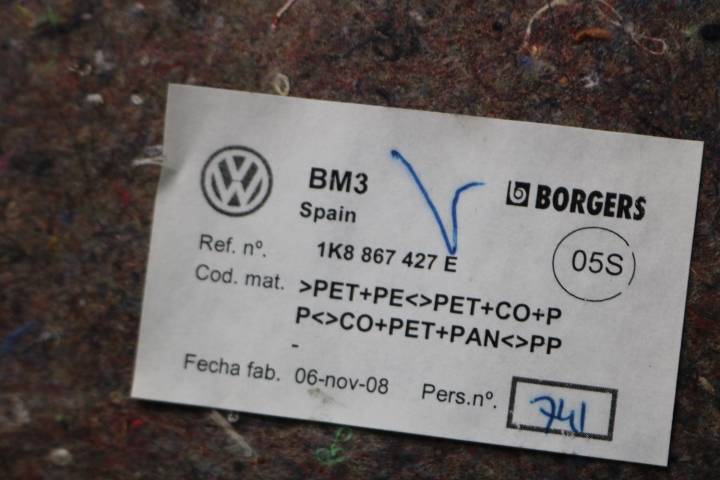 BM3
BORGERS
Spain
Ref. nº. 1K8 867 427 E
05S
Cod. mat. >PET+PE<>PET+CO+P
P<>CO+PET+PAN<>PP
-
Fecha fab. 06-nov-08 Pers.nº. 741